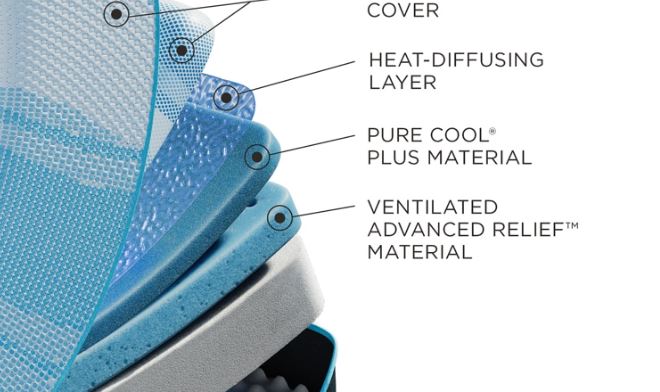 COVER
HEAT-DIFFUSING
LAYER
PURE COOL®
PLUS MATERIAL
VENTILATED
ADVANCED RELIEF™
MATERIAL